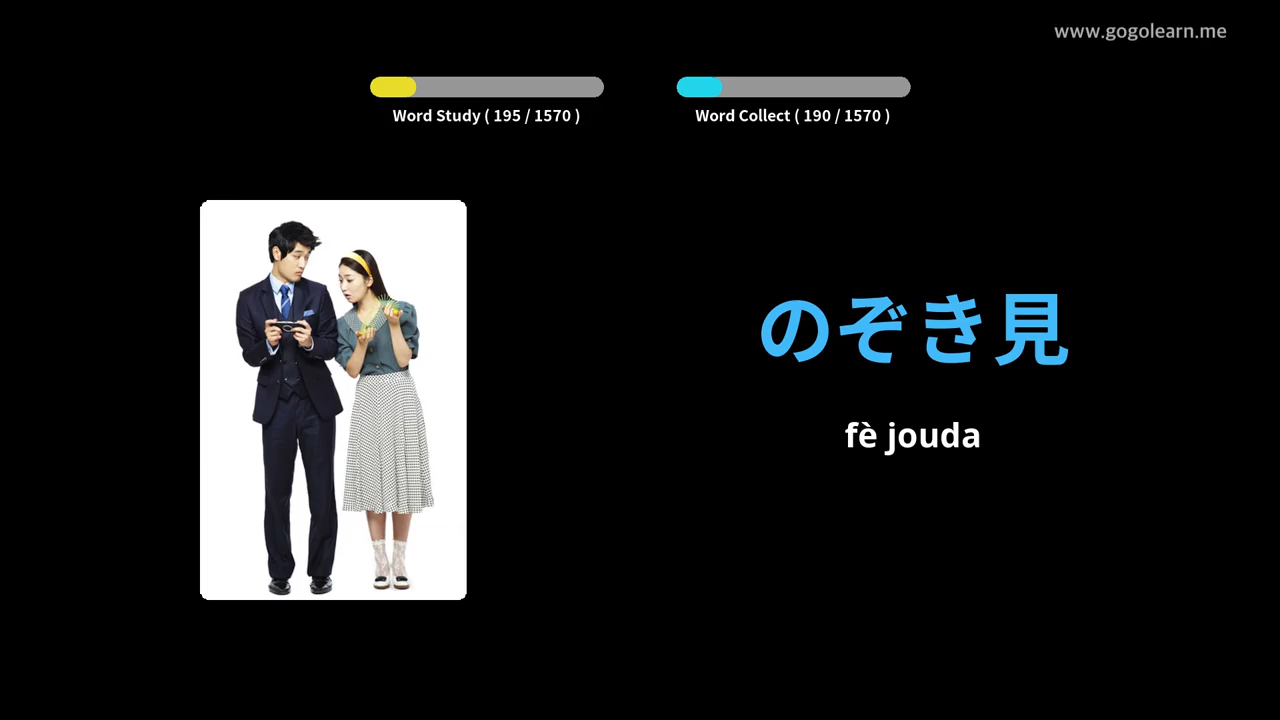 www.gogolearn.me
Word Study ( 195 / 1570 )
Word Collect ( 190 / 1570 )
のぞき見
fè jouda